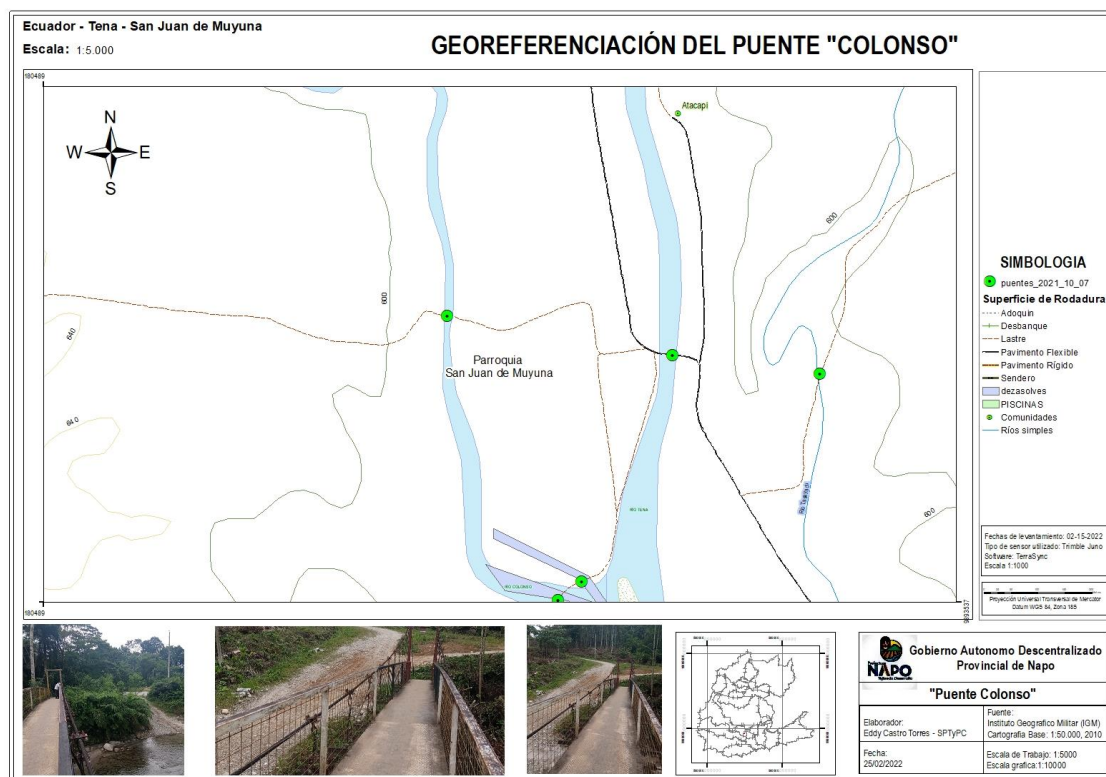 Ecuador - Tena - San Juan de Muyuna
Escala: 1:5.000
GEOREFERENCIACIÓN DEL PUENTE "COLONSO"
180489
N
W E
S
Atacapi
600
600
640
640
600
Parroquia
San Juan de Muyuna
RIO TENA
RIO COLONSO
180489
9893537
SIMBOLOGIA
puentes_2021_10_07
Superficie de Rodadura
Adoquin
Desbanque
Lastre
Pavimento Flexible
Pavimento Rígido
Sendero
dezasolves
PISCINAS
Comunidades
Ríos simples
Fechas de levantamiento: 02-15-2022
Tipo de sensor utilizado: Trimble Juno
Software: TerraSync
Escala 1:1000
Proyección Universal Transversal de Mercator
Datum WGS 84, Zona 18S
NAPO
Gobierno Autonomo Descentralizado
Provincial de Napo
"Puente Colonso"
Elaborador:
Eddy Castro Torres - SPTyPC
Fuente:
Instituto Geografico Militar (IGM)
Cartografia Base: 1:50.000, 2010
Fecha:
25/02/2022
Escala de Trabajo: 1:5000
Escala grafica:1:10000